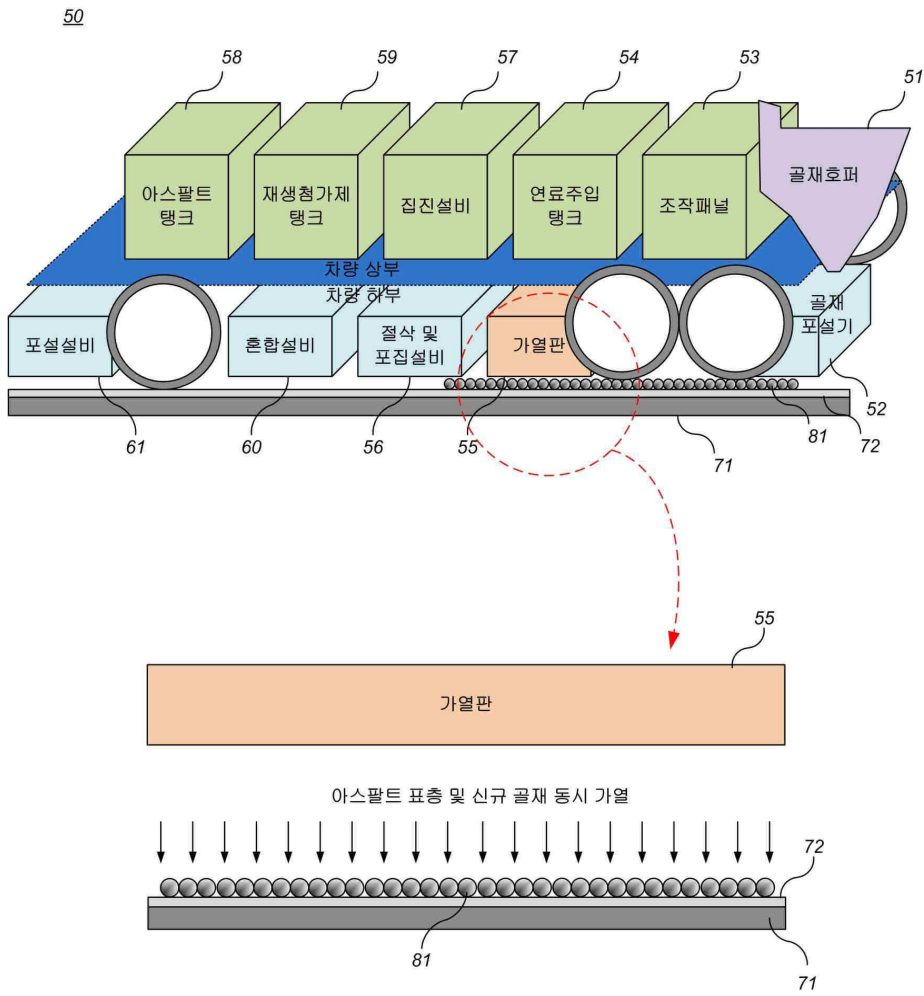 50
58
59
57
54
53
51
아스팔트
탱크
재생첨가제
탱크
집진설비
연료주입
탱크
조작패널
골재호퍼
차량 상부
차량 하부
포설설비
혼합설비
절삭 및
포집설비
가열판
골재
포설기
61
60
56
55
71
81
72
52
55
가열판
아스팔트 표층 및 신규 골재 동시 가열
72
81
71